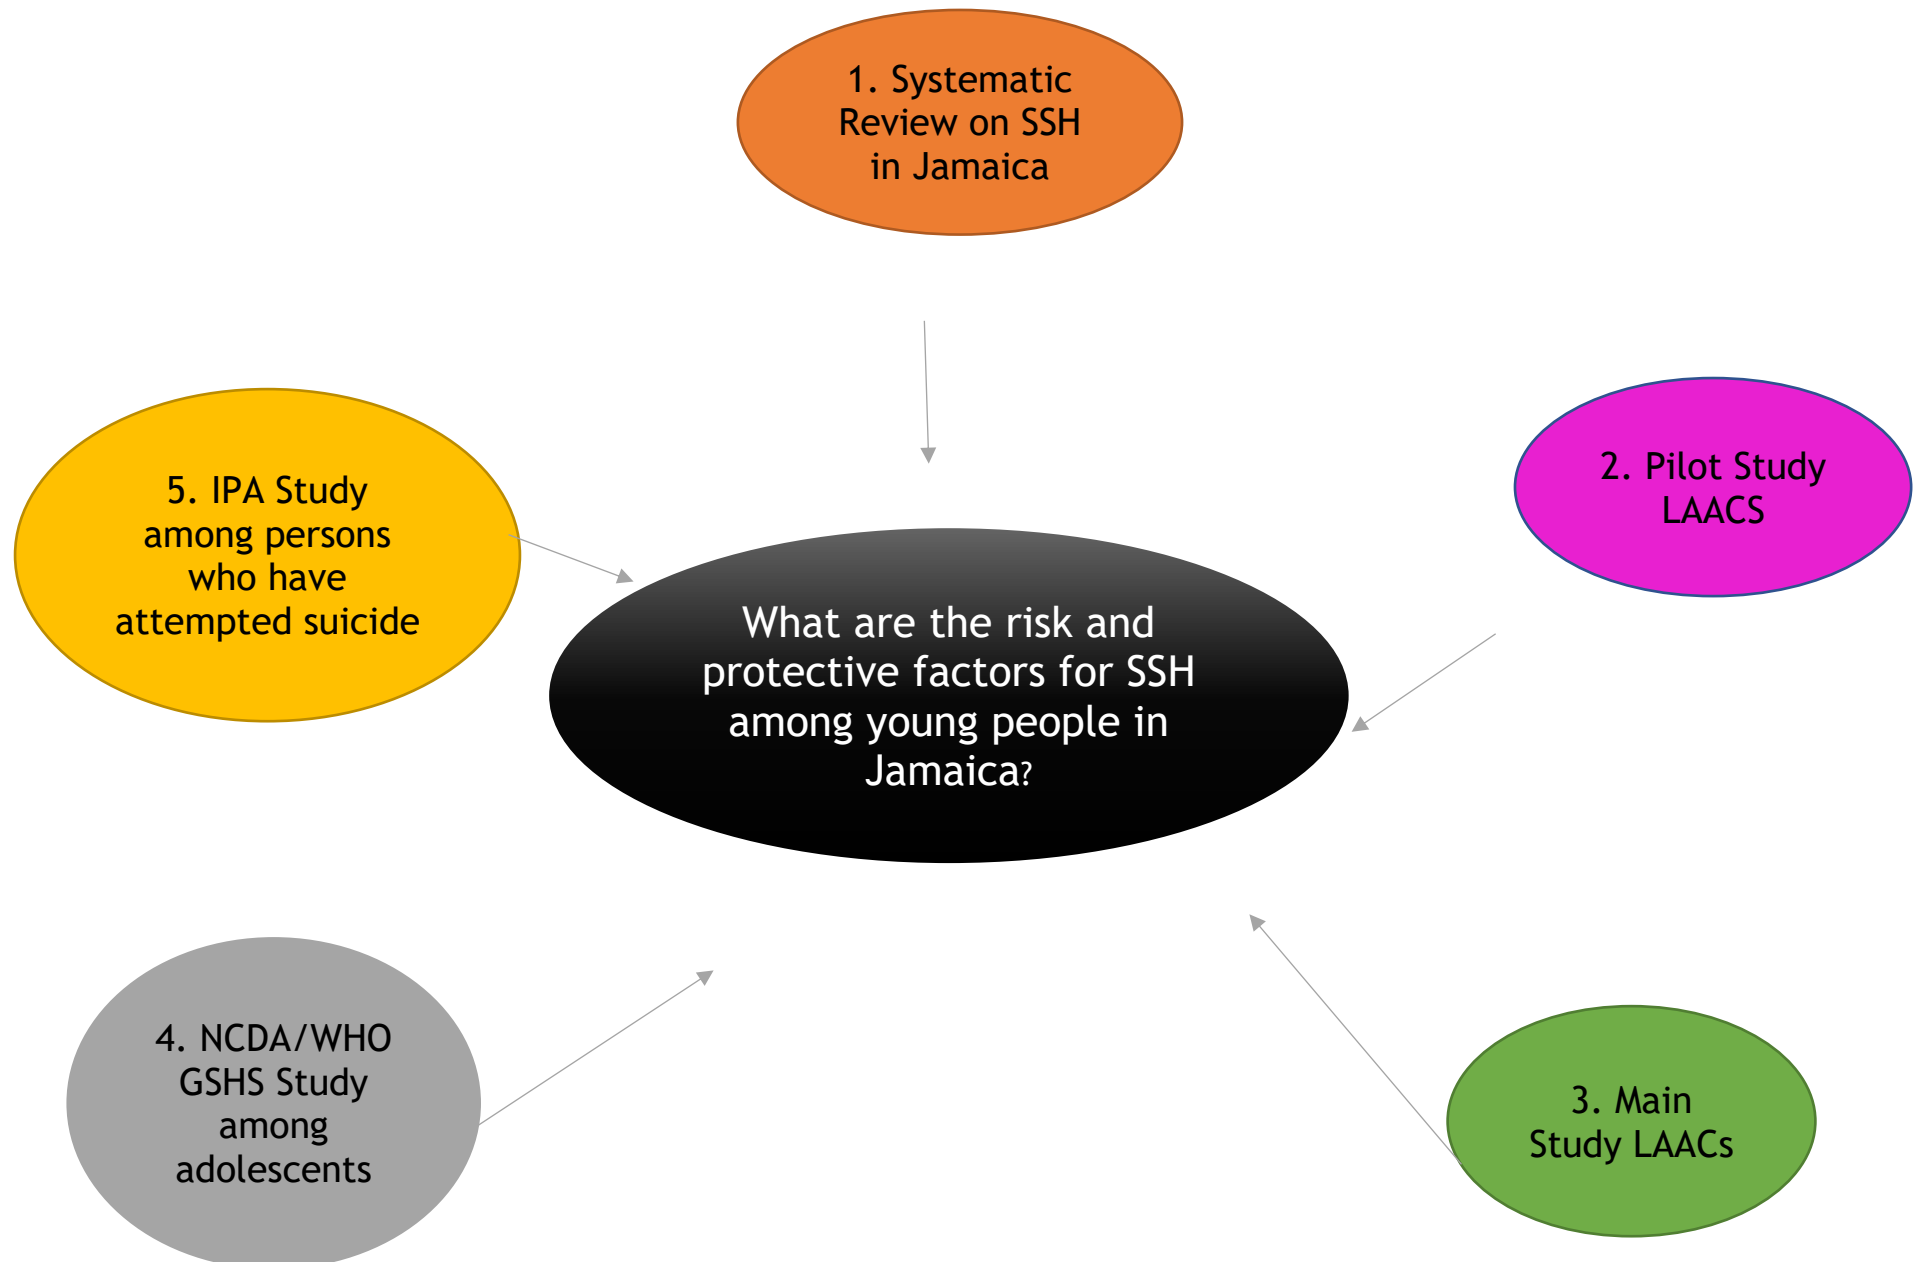 1. Systematic
Review on SSH
in Jamaica
2. Pilot Study
LAACS
5. IPA Study
among persons
who have
attempted suicide
What are the risk and
protective factors for SSH
among young people in
Jamaica?
4. NCDA/WHO
GSHS Study
among
adolescents
3. Main
Study LAACs